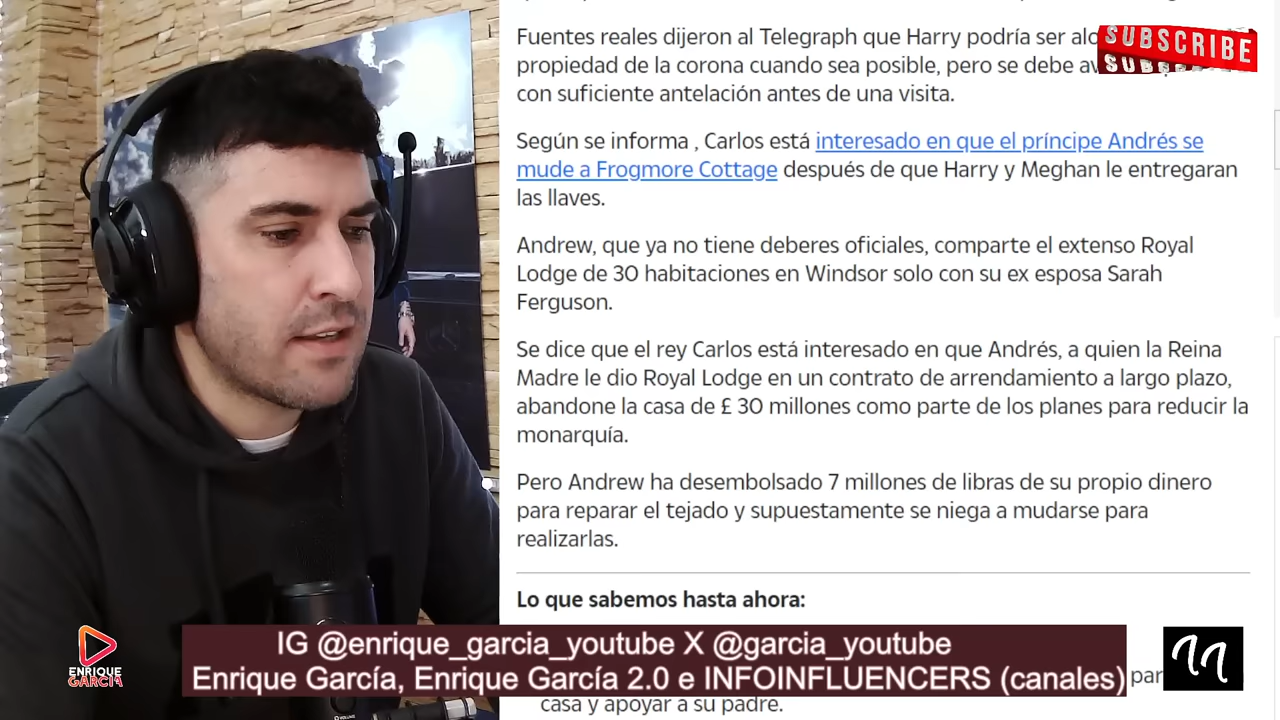 Fuentes reales dijeron al Telegraph que Harry podría ser
propiedad de la corona cuando sea posible, pero se debe
con suficiente antelación antes de una visita.
SUBSCRIBE
Según se informa , Carlos está interesado en que el príncipe Andrés se
mude a Frogmore Cottage después de que Harry y Meghan le entregaran
las llaves.
Andrew, que ya no tiene deberes oficiales, comparte el extenso Royal
Lodge de 30 habitaciones en Windsor solo con su ex esposa Sarah
Ferguson.
Se dice que el rey Carlos está interesado en que Andrés, a quien la Reina
Madre le dio Royal Lodge en un contrato de arrendamiento a largo plazo,
abandone la casa de £ 30 millones como parte de los planes para reducir la
monarquía.
Pero Andrew ha desembolsado 7 millones de libras de su propio dinero
para reparar el tejado y supuestamente se niega a mudarse para
realizarlas.
Lo que sabemos hasta ahora:
casa y apoyar a su padre.
IG @enrique_garcia_youtube X @garcia_youtube
Enrique García, Enrique García 2.0 e INFOINFLUENCERS (canales)
ENRIQUE
GARCÍA